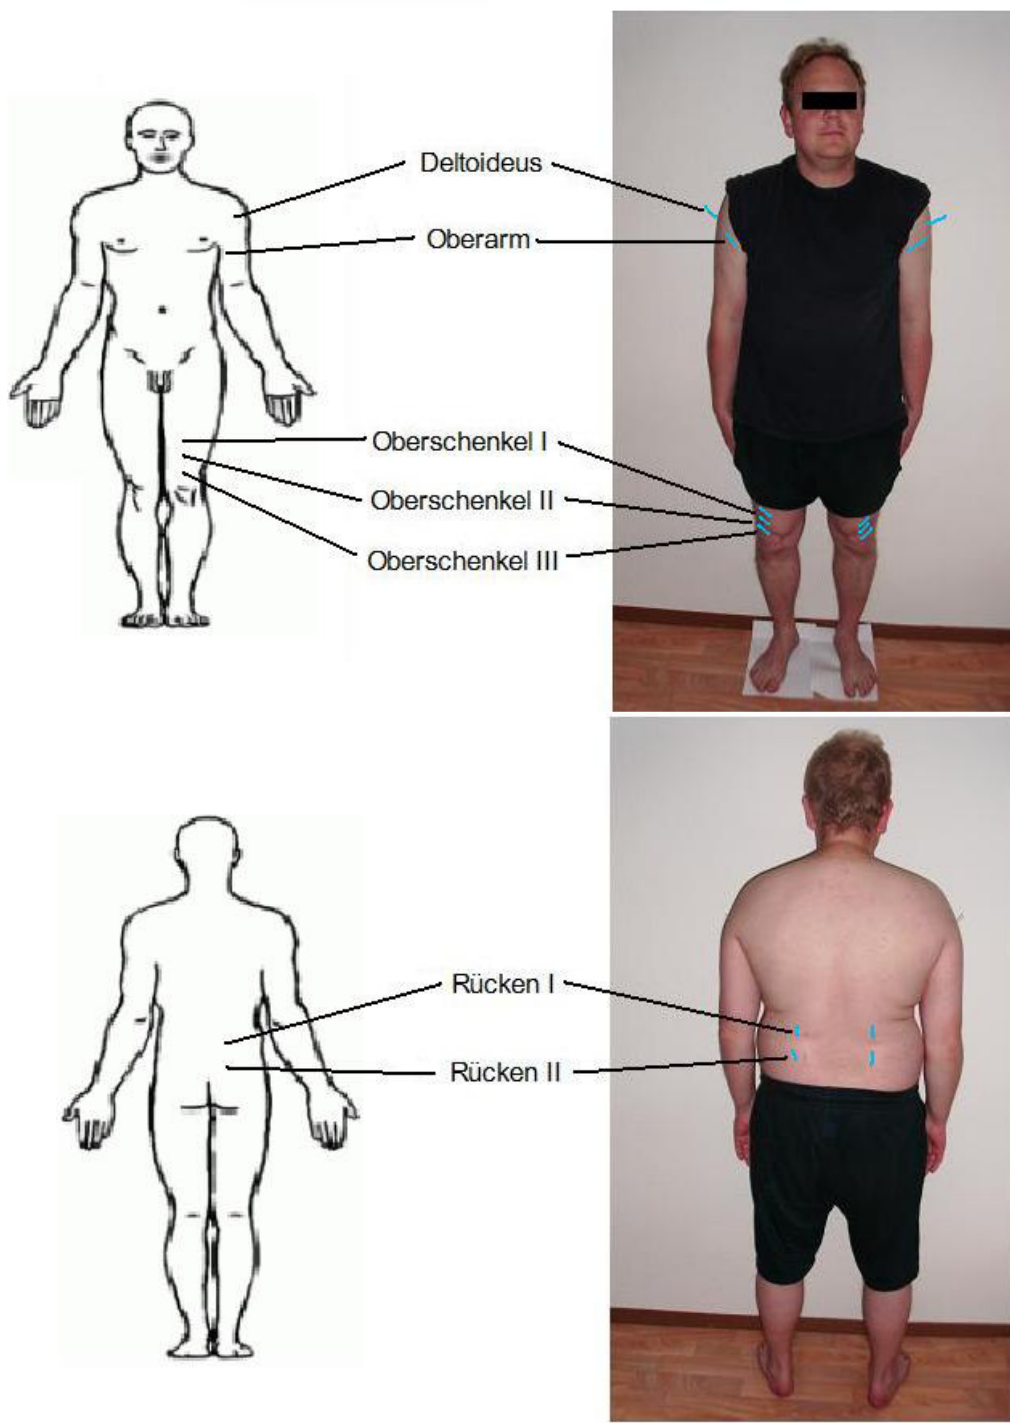 Deltoideus
Oberarm
Oberschenkel I
Oberschenkel II
Oberschenkel III
Rücken I
Rücken II